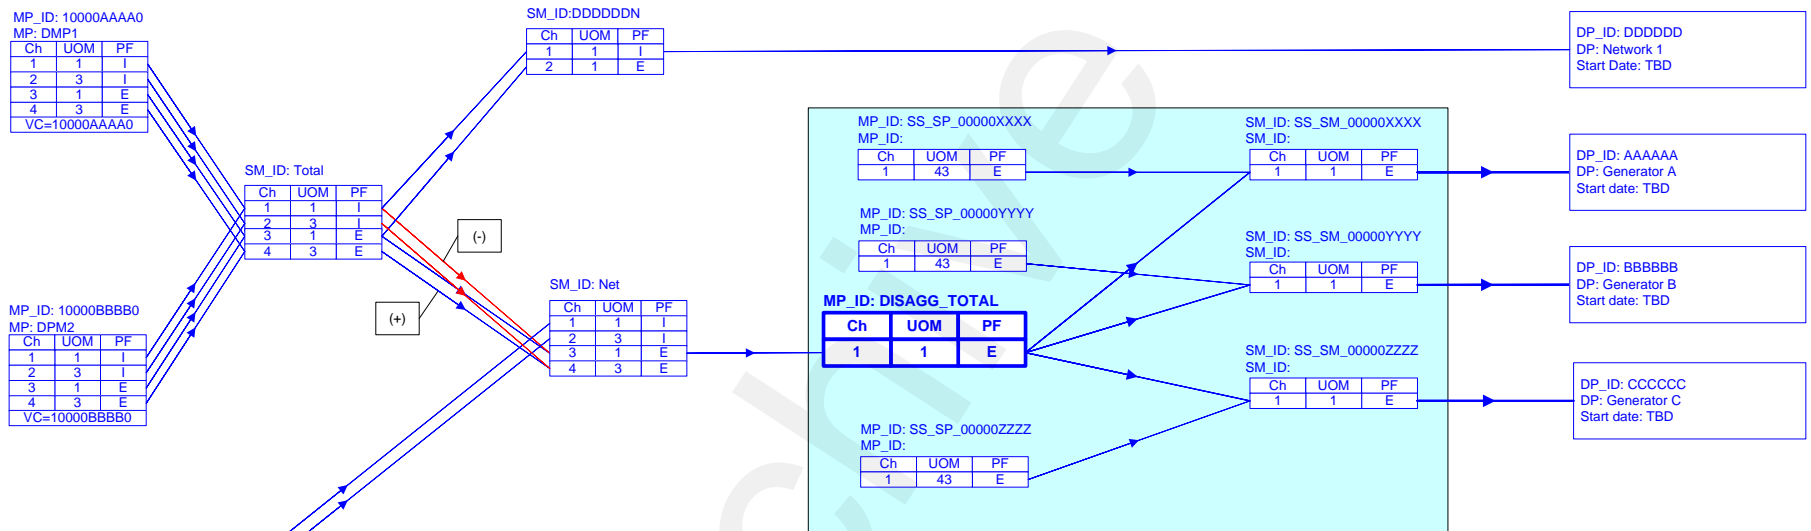 MP_ID: 10000AAAA0
MP: DMP1
Ch UOM PF
1 1 I
2 3 I
3 1 E
4 3 E
VC=10000AAAA0
MP_ID: 10000BBBB0
MP: DPM2
Ch UOM PF
1 1 I
2 3 I
3 1 E
4 3 E
VC=10000BBBB0
SM_ID: Total
Ch UOM PF
1 1 I
2 3 I
3 1 E
4 3 E
(-)
(+)
SM_ID:DDDDDDN
Ch UOM PF
1 1 I
2 1 E
SM_ID: Net
Ch UOM PF
1 1 I
2 3 I
3 1 E
4 3 E
MP_ID: SS_SP_00000XXXX
MP_ID:
Ch UOM PF
1 43 E
MP_ID: SS_SP_00000YYYY
MP_ID:
Ch UOM PF
1 43 E
MP_ID: DISAGG_TOTAL
Ch UOM PF
1 1 E
MP_ID: SS_SP_00000ZZZZ
MP_ID:
Ch UOM PF
1 43 E
SM_ID: SS_SM_00000XXXX
SM_ID:
Ch UOM PF
1 1 E
SM_ID: SS_SM_00000YYYY
SM_ID:
Ch UOM PF
1 1 E
SM_ID: SS_SM_00000ZZZZ
SM_ID:
Ch UOM PF
1 1 E
DP_ID: DDDDDD
DP: Network 1
Start Date: TBD
DP_ID: AAAAAA
DP: Generator A
Start date: TBD
DP_ID: BBBBBB
DP: Generator B
Start date: TBD
DP_ID: CCCCCC
DP: Generator C
Start date: TBD